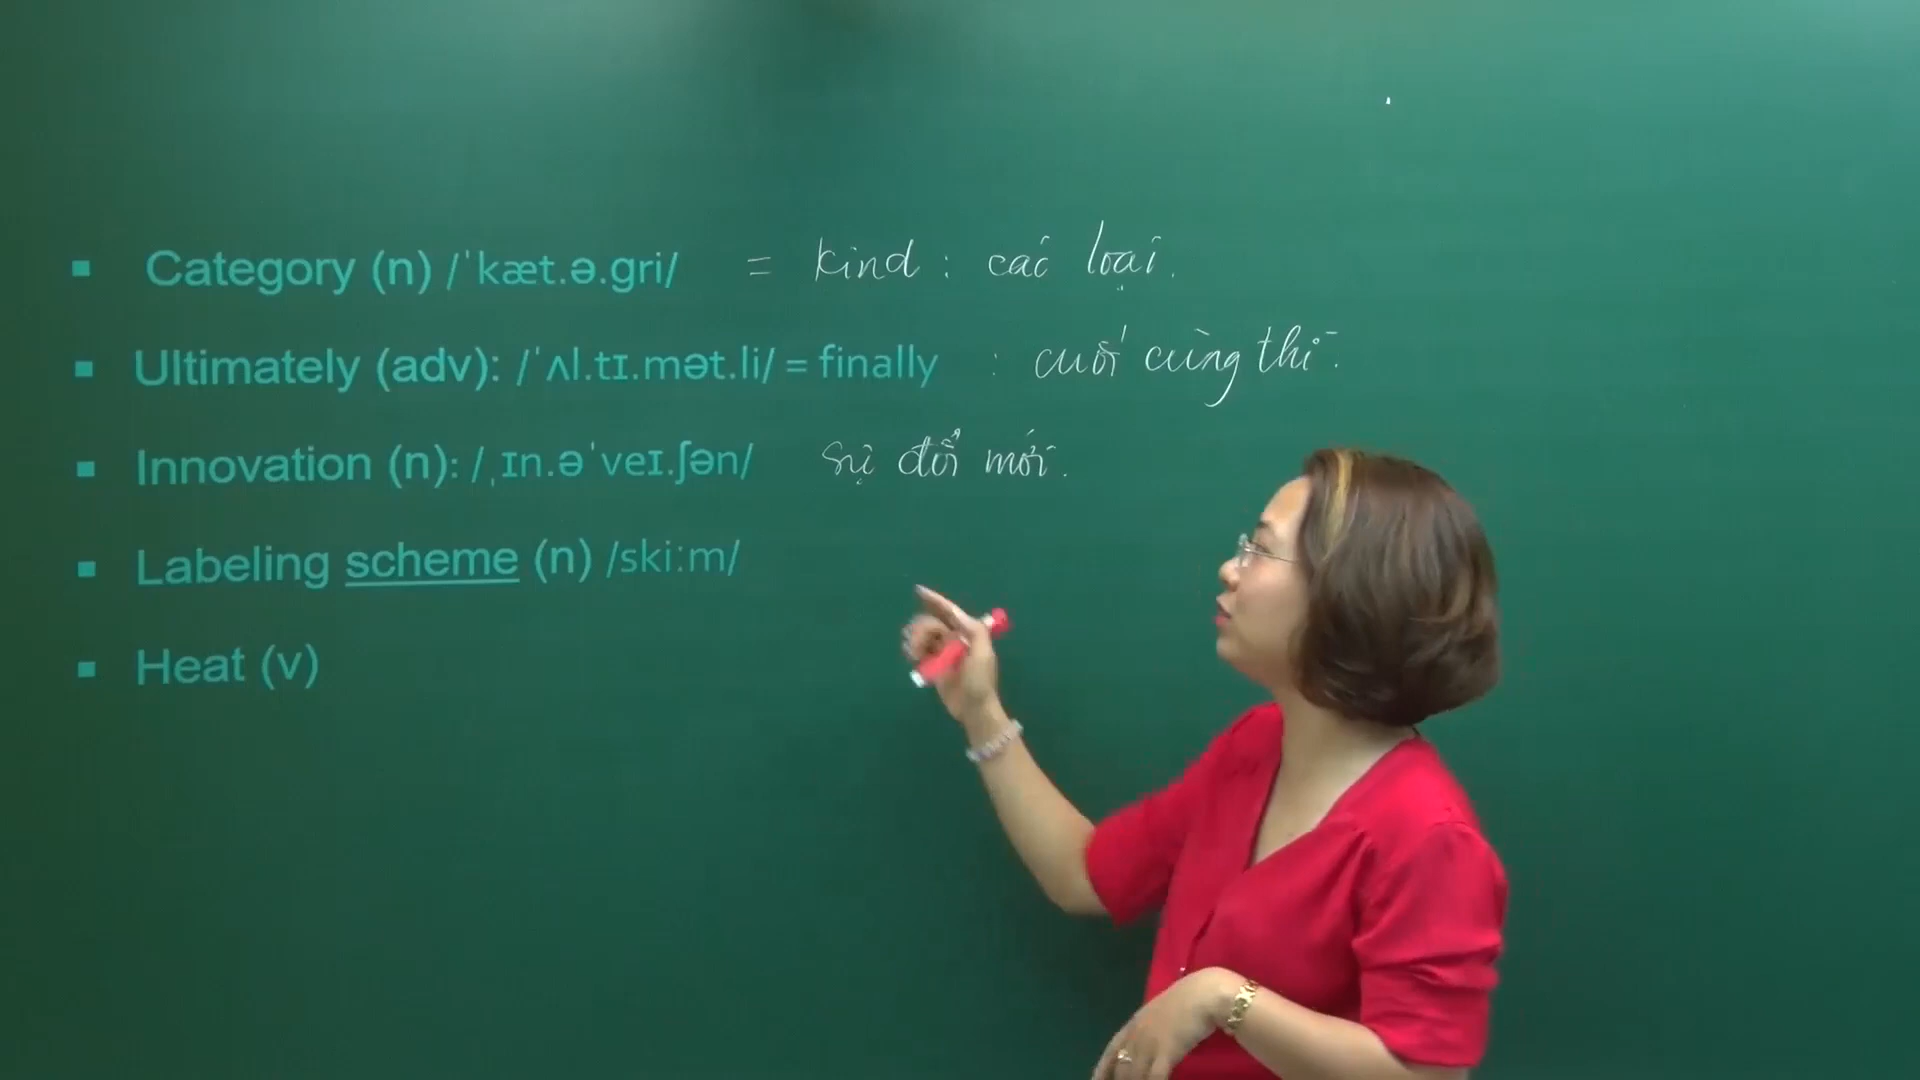 Category (n) /ˈkæt.ə.gri/ = kind : các loại.
Ultimately (adv): /ˈʌl.tɪ.mət.li/ = finally : cuối cùng thì.
Innovation (n): /ˌɪn.əˈveɪ.ʃən/ sự đổi mới.
Labeling scheme (n) /skiːm/
Heat (v)